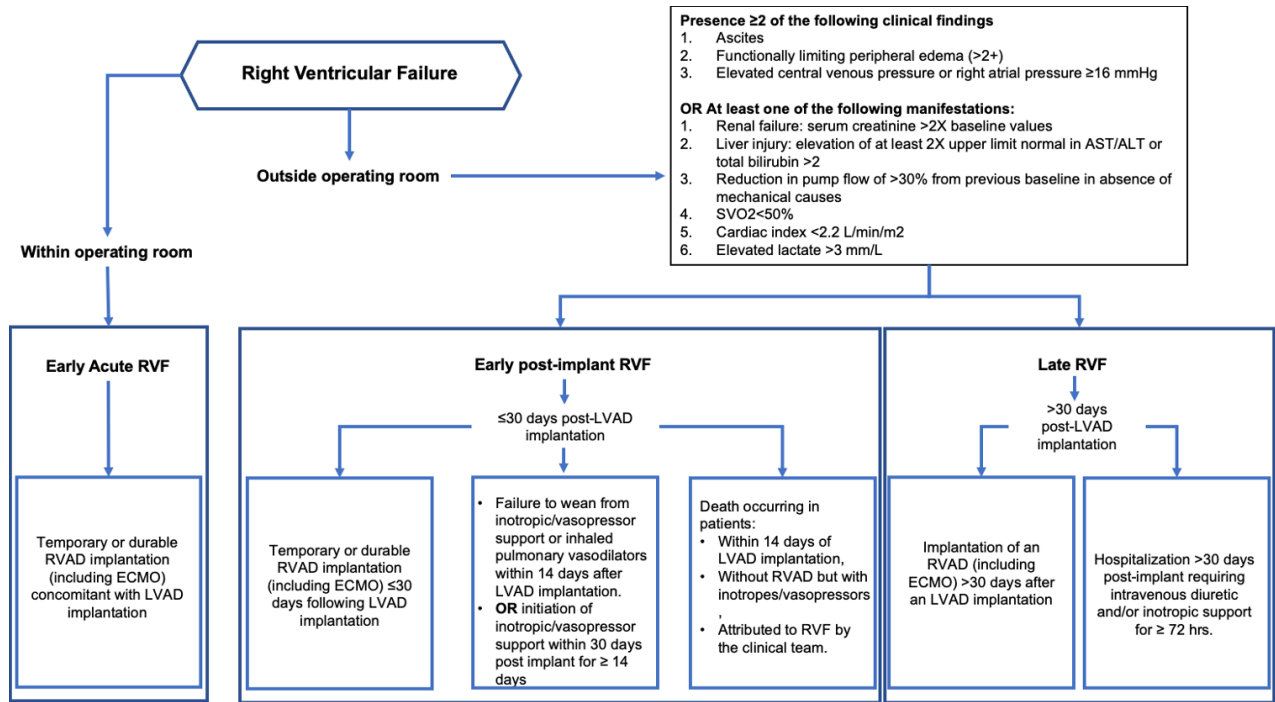 Right Ventricular Failure
Outside operating room
Within operating room
Presence ≥2 of the following clinical findings
1. Ascites
2. Functionally limiting peripheral edema (>2+)
3. Elevated central venous pressure or right atrial pressure ≥16 mmHg
OR At least one of the following manifestations:
1. Renal failure: serum creatinine >2X baseline values
2. Liver injury: elevation of at least 2X upper limit normal in AST/ALT or
total bilirubin >2
3. Reduction in pump flow of >30% from previous baseline in absence of
mechanical causes
4. SVO2<50%
5. Cardiac index <2.2 L/min/m2
6. Elevated lactate >3 mm/L
Early Acute RVF
Temporary or durable
RVAD implantation
(including ECMO)
concomitant with LVAD
implantation
Early post-implant RVF
≤30 days post-LVAD
implantation
Temporary or durable
RVAD implantation
(including ECMO) ≤30
days following LVAD
implantation
• Failure to wean from
inotropic/vasopressor
support or inhaled
pulmonary vasodilators
within 14 days after
LVAD implantation.
• OR initiation of
inotropic/vasopressor
support within 30 days
post implant for ≥ 14
days
Death occurring in
patients:
• Within 14 days of
LVAD implantation,
• Without RVAD but with
inotropes/vasopressors
,
• Attributed to RVF by
the clinical team.
Late RVF
>30 days
post-LVAD
implantation
Implantation of an
RVAD (including
ECMO) >30 days after
an LVAD implantation
Hospitalization >30 days
post-implant requiring
intravenous diuretic
and/or inotropic support
for ≥ 72 hrs.